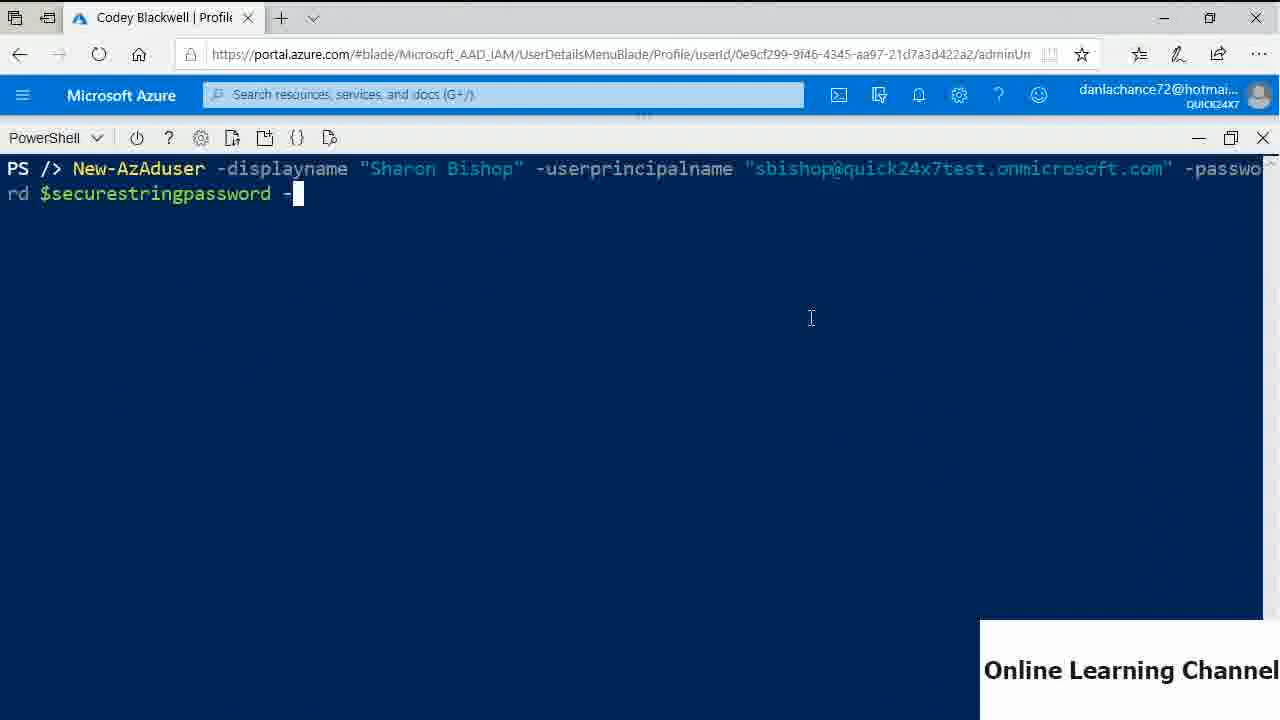 Codey Blackwell | Profile
https://portal.azure.com/#blade/Microsoft_AAD_IAM/UserDetailsMenuBlade/Profile/userId/0e9cf299-9f46-4345-aa97-21d7a3d422a2/adminUn
Microsoft Azure
Search resources, services, and docs (G+/)
danlachance72@hotmai...
QUICK24X7
PowerShell
PS /> New-AzAduser -displayname "Sharon Bishop" -userprincipalname "sbishop@quick24x7test.onmicrosoft.com" -passwo
rd $securestringpassword -
Online Learning Channel